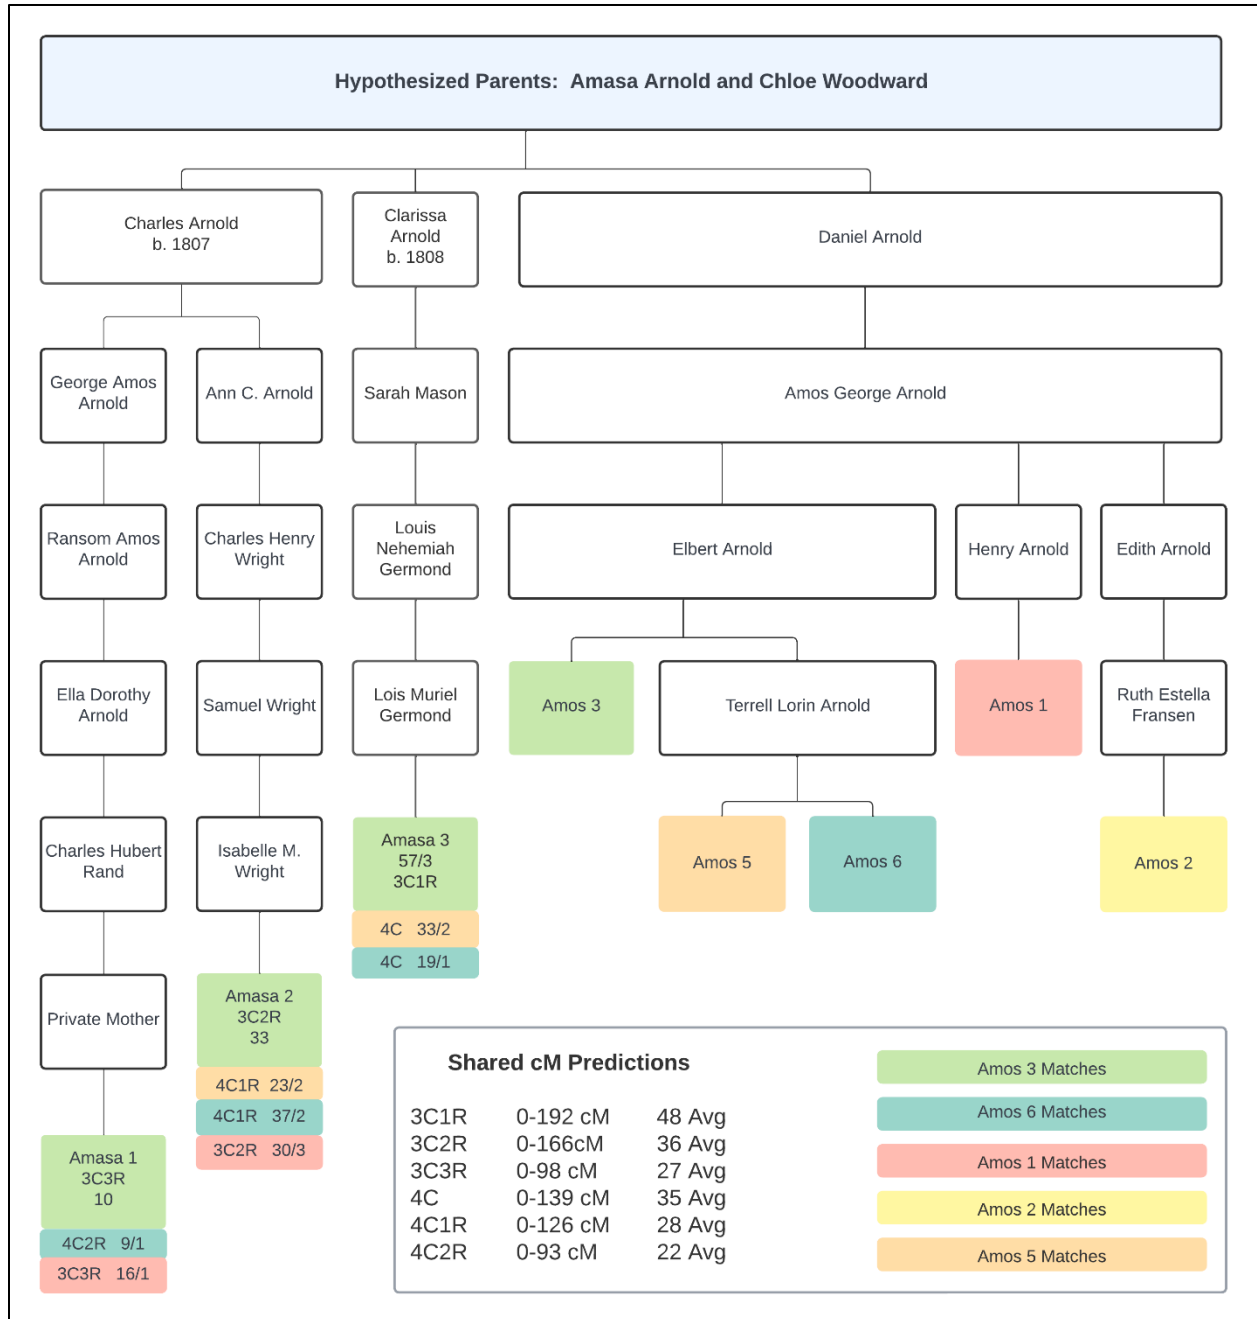 Hypothesized Parents: Amasa Arnold and Chloe Woodward
Charles Arnold
b. 1807
Clarissa
Arnold
b. 1808
Daniel Arnold
George Amos
Arnold
Ann C. Arnold
Sarah Mason
Amos George Arnold
Ransom Amos
Arnold
Charles Henry
Wright
Louis
Nehemiah
Germond
Elbert Arnold
Henry Arnold
Edith Arnold
Ella Dorothy
Arnold
Samuel Wright
Lois Muriel
Germond
Amos 3
Terrell Lorin Arnold
Amos 1
Ruth Estella
Fransen
Charles Hubert
Rand
Isabelle M.
Wright
Amasa 3
57/3
3C1R
4C 33/2
4C 19/1
Amos 5
Amos 6
Amos 2
Private Mother
Amasa 2
3C2R
33
4C1R 23/2
4C1R 37/2
3C2R 30/3
Amasa 1
3C3R
10
4C2R 9/1
3C3R 16/1
Shared cM Predictions
3C1R 0-192 cM 48 Avg
3C2R 0-166cM 36 Avg
3C3R 0-98 cM 27 Avg
4C 0-139 cM 35 Avg
4C1R 0-126 cM 28 Avg
4C2R 0-93 cM 22 Avg
Amos 3 Matches
Amos 6 Matches
Amos 1 Matches
Amos 2 Matches
Amos 5 Matches